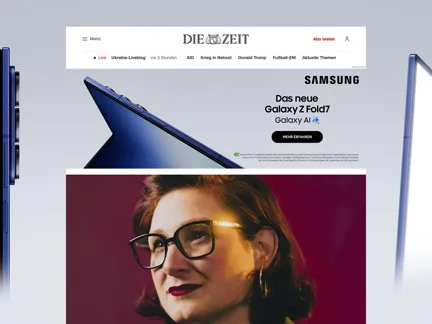 Menü
DIE ZEIT
Abo testen
Live
Ukraine-Liveblog
vor 5 Stunden
AfD
Krieg in Nahost
Donald Trump
Fußball-EM
Aktuelle Themen
SAMSUNG
Das neue
Galaxy Z Fold7
Galaxy AI
MEHR ERFAHREN